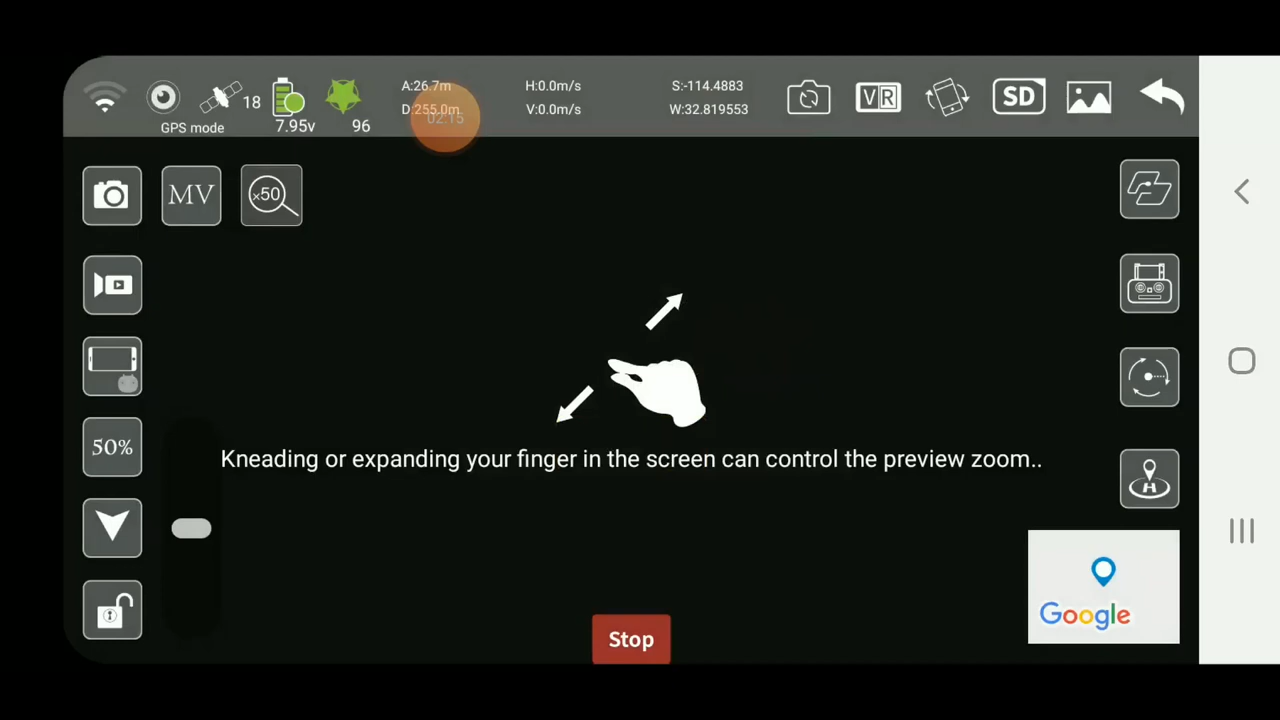 A:26.7m H:0.0m/s S:-114.4883
18 VR SD
D:255.0m V:0.0m/s W:32.819553
02:15
GPS mode 7.95v 96
MV x50
Kneading or expanding your finger in the screen can control the preview zoom..
50%
H
Google
Stop